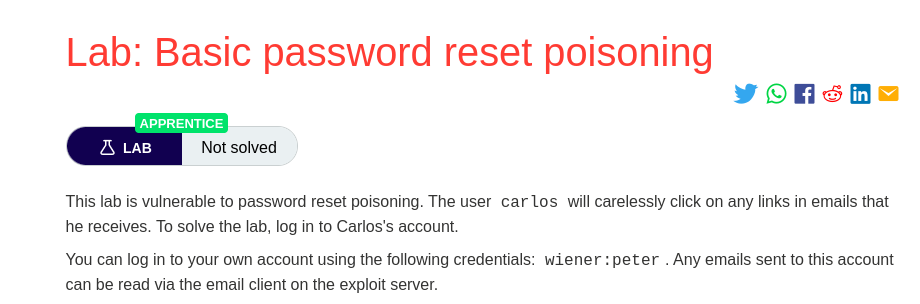 Lab: Basic password reset poisoning
APPRENTICE
LAB Not solved
This lab is vulnerable to password reset poisoning. The user carlos will carelessly click on any links in emails that
he receives. To solve the lab, log in to Carlos's account.
You can log in to your own account using the following credentials: wiener:peter. Any emails sent to this account
can be read via the email client on the exploit server.